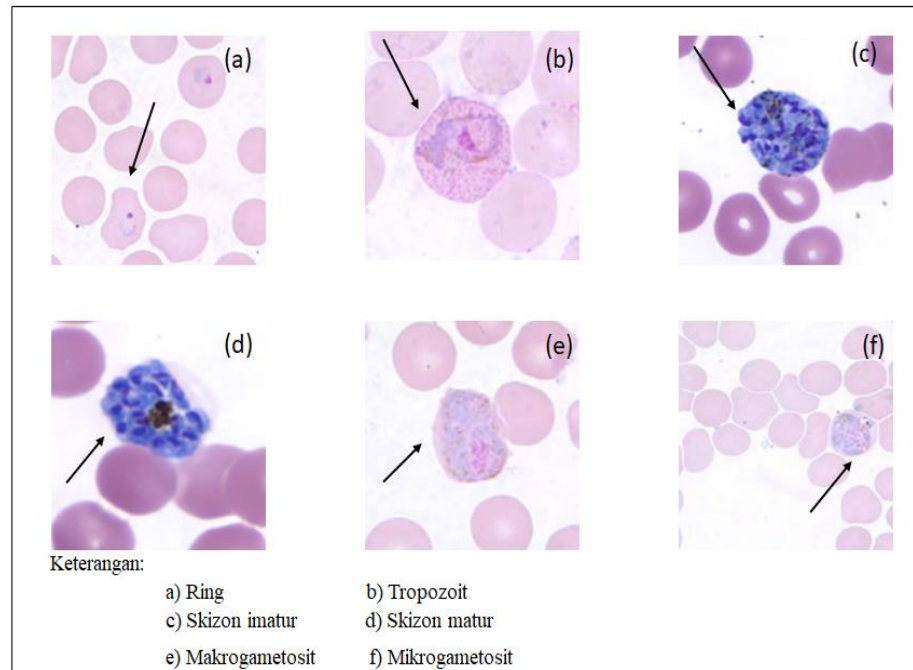 (a) (b) (c)
(d) (e) (f)
Keterangan:
a) Ring b) Tropozoit
c) Skizon imatur d) Skizon matur
e) Makrogametosit f) Mikrogametosit